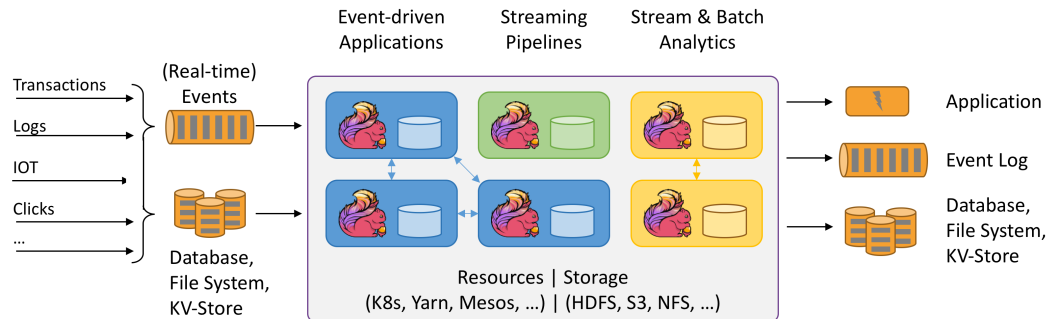 Event-driven
Applications
Streaming
Pipelines
Stream & Batch
Analytics
Transactions
Logs
IOT
Clicks
...
(Real-time)
Events
Database,
File System,
KV-Store
Resources | Storage
(K8s, Yarn, Mesos, ...) | (HDFS, S3, NFS, ...)
Application
Event Log
Database,
File System,
KV-Store